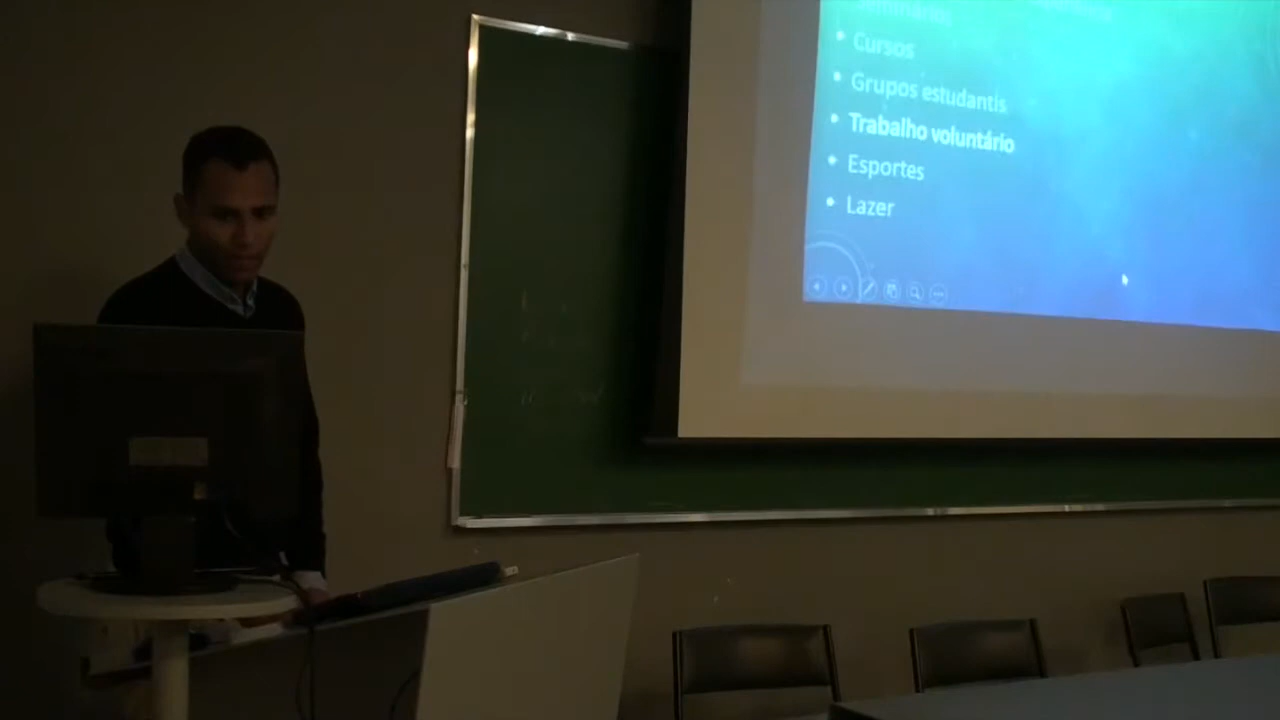 Cursos
Grupos estudantis
Trabalho voluntário
Esportes
Lazer